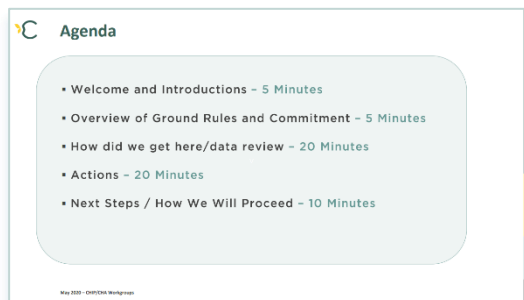 Agenda
▪ Welcome and Introductions – 5 Minutes
▪ Overview of Ground Rules and Commitment – 5 Minutes
▪ How did we get here/data review – 20 Minutes
▪ Actions – 20 Minutes
▪ Next Steps / How We Will Proceed – 10 Minutes
May 2020 – CHIP/CHA Workgroups